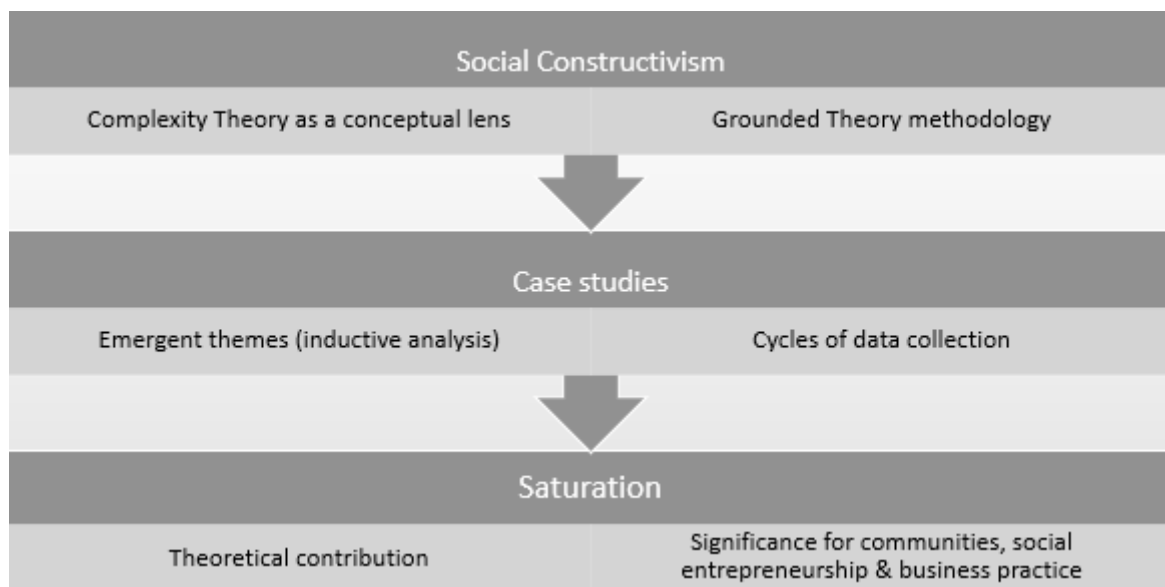 Social Constructivism
Complexity Theory as a conceptual lens
Grounded Theory methodology
Case studies
Emergent themes (inductive analysis)
Cycles of data collection
Saturation
Theoretical contribution
Significance for communities, social
entrepreneurship & business practice